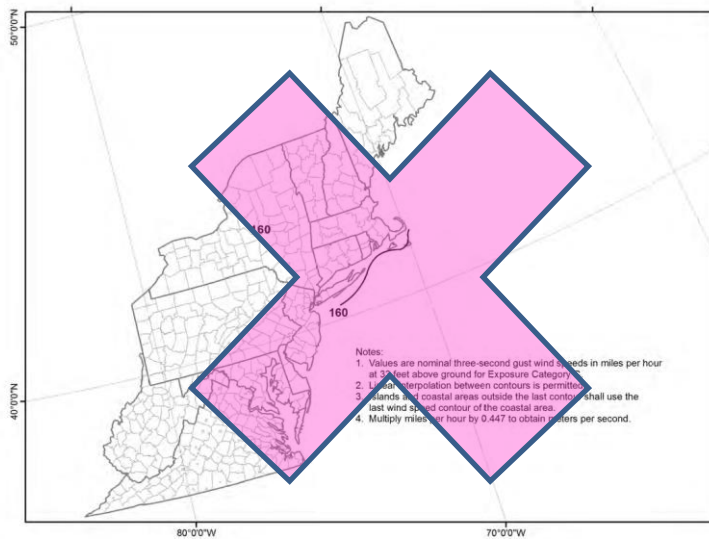 50°0'0"N
160
160
Notes:
1. Values are nominal three-second gust wind speeds in miles per hour
at 33 feet above ground for Exposure Category C.
2. Linear interpolation between contours is permitted.
3. Islands and coastal areas outside the last contour shall use the
last wind speed contour of the coastal area.
4. Multiply miles per hour by 0.447 to obtain meters per second.
40°0'0"N
80°0'0"W
70°0'0"W